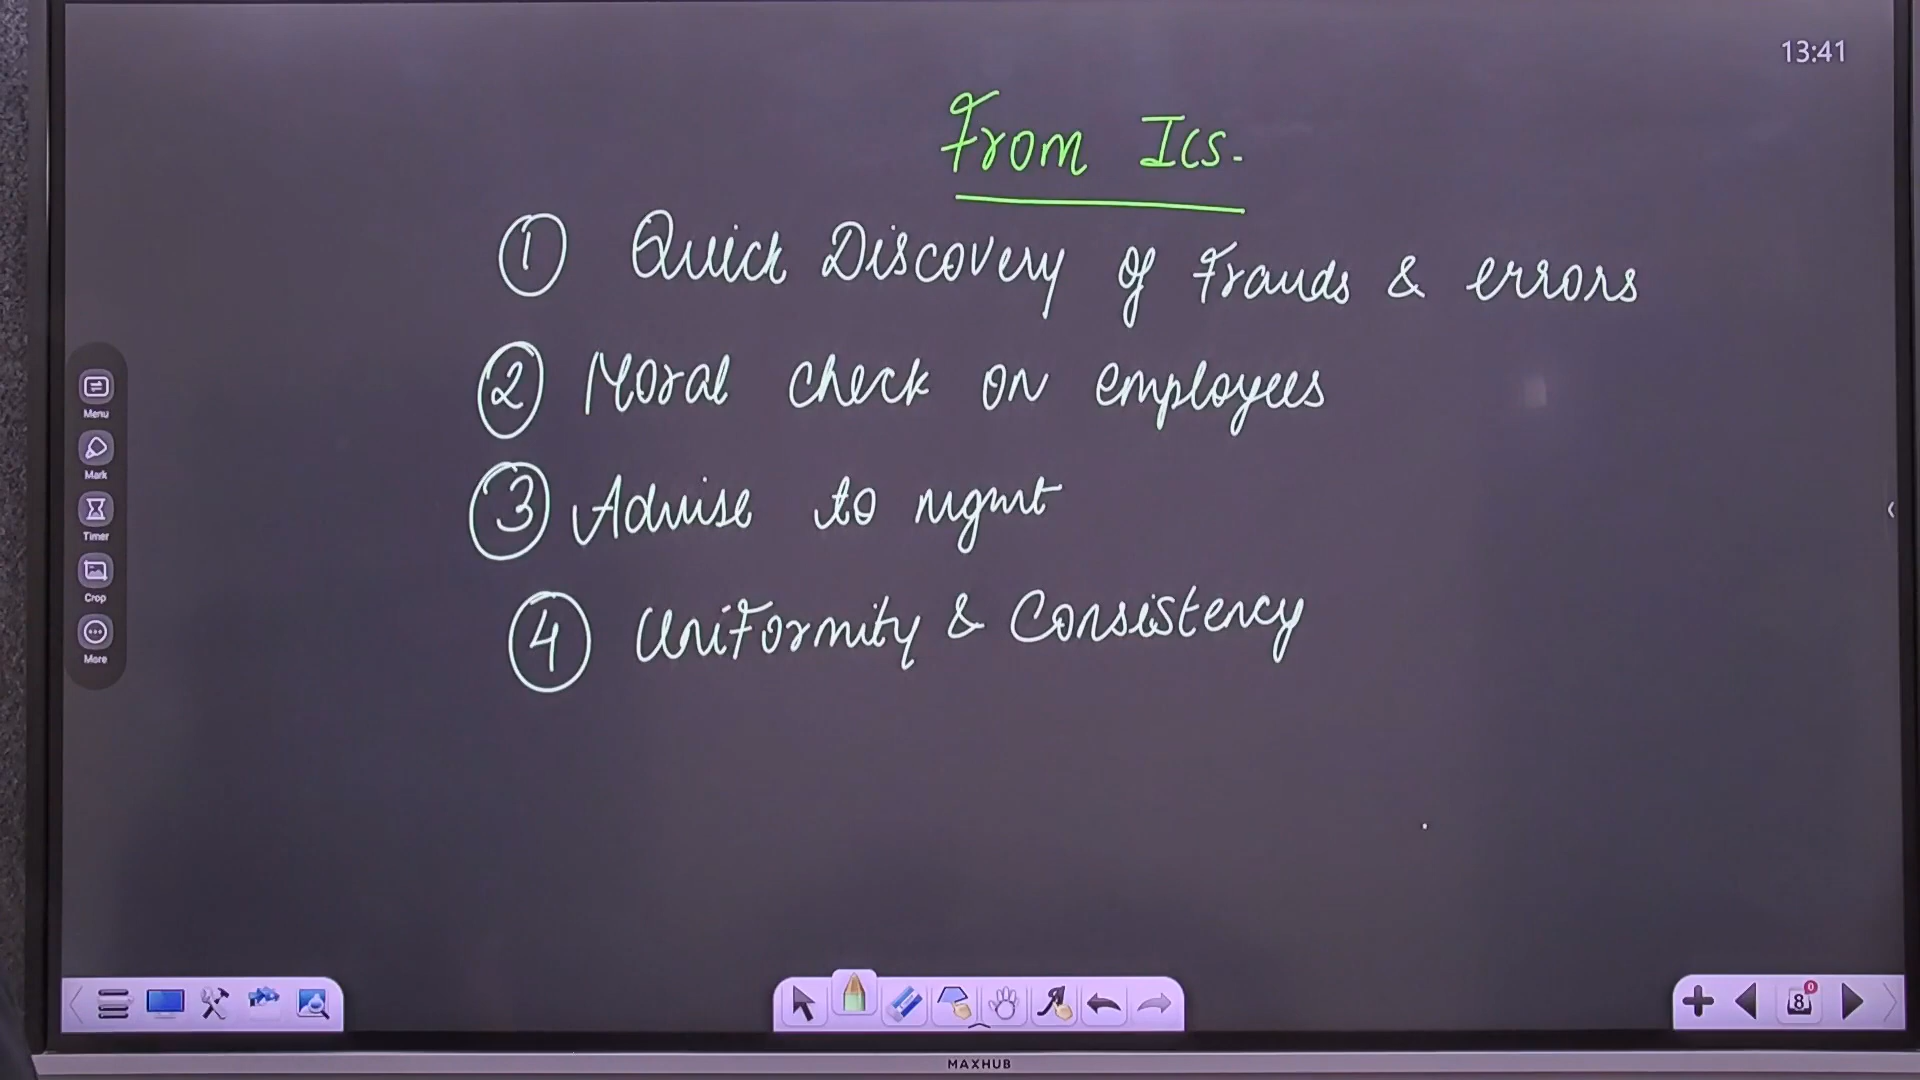 13:41
From Ics.
① Quick Discovery of Frauds & errors
② Moral check on employees
③ Advise to mgmt
④ Uniformity & Consistency
Menu
Mark
Timer
Crop
More
8
0
MAXHUB